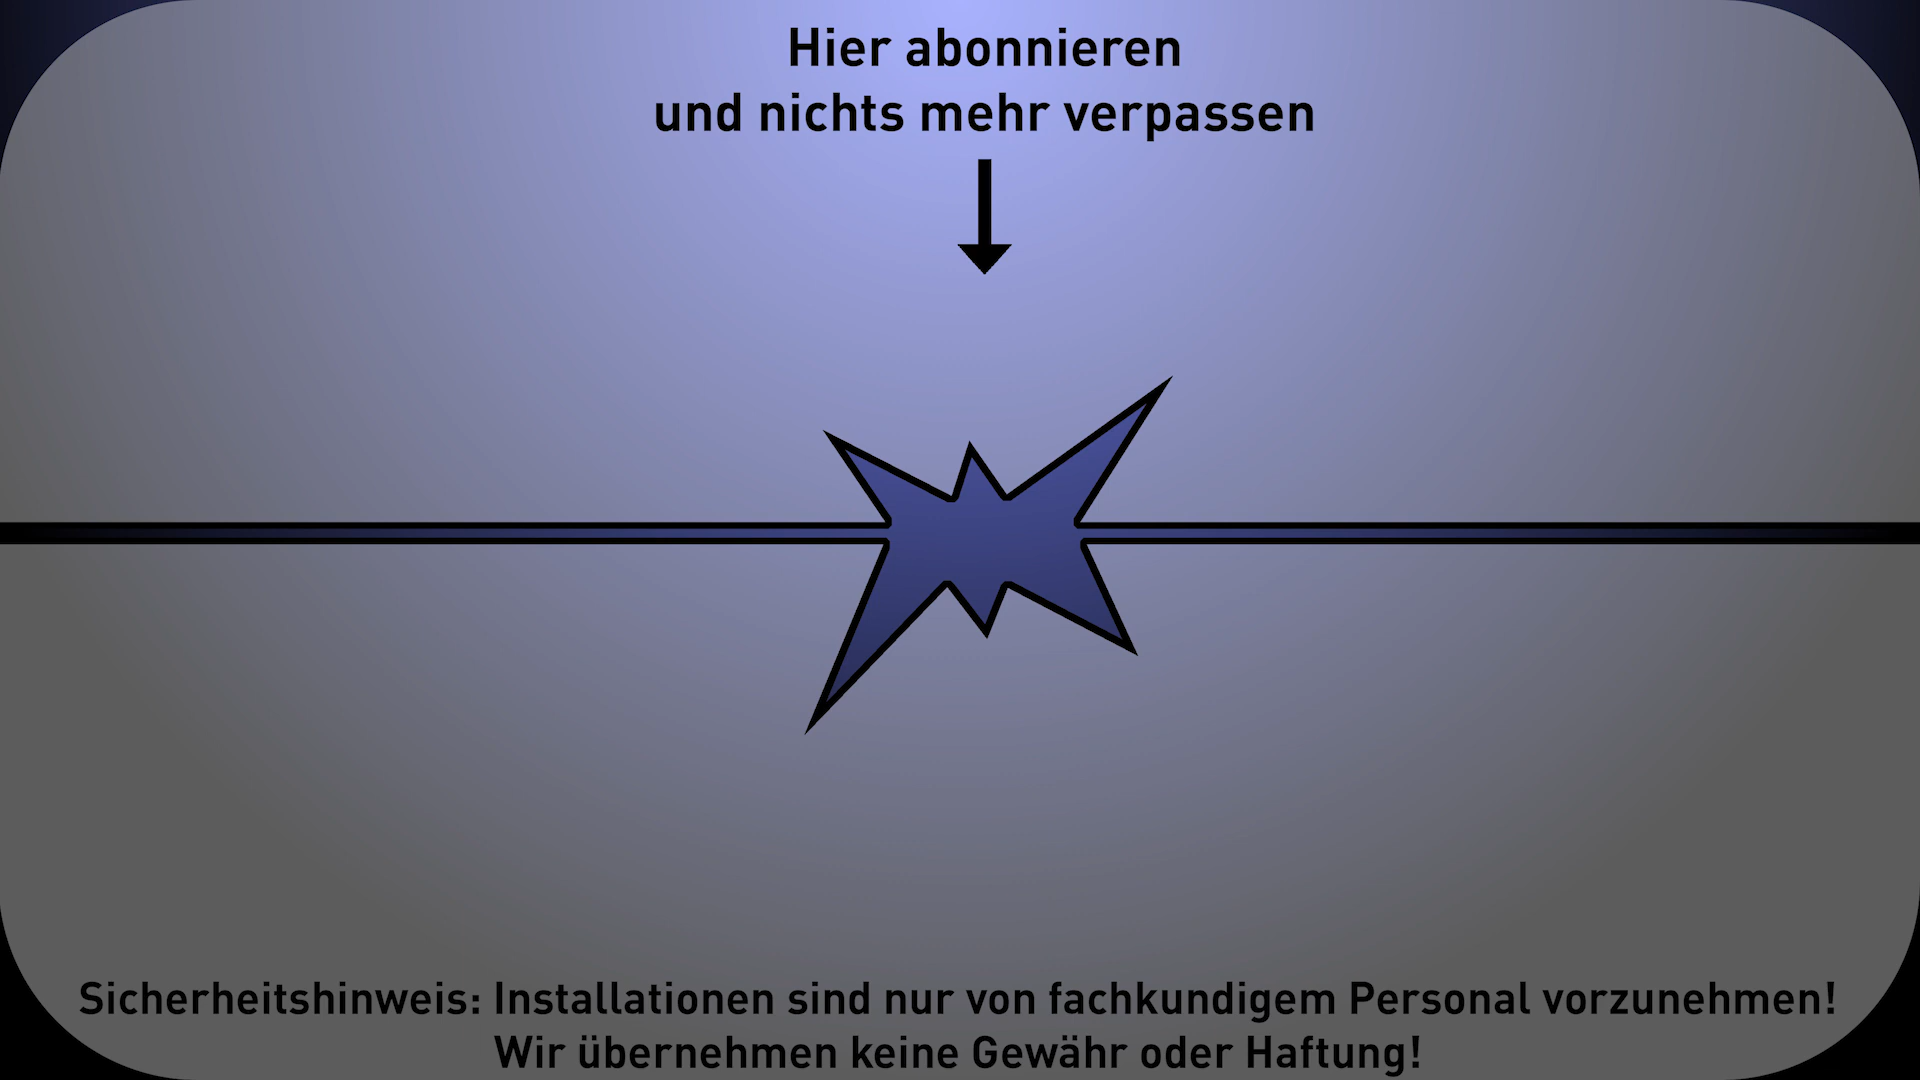 Hier abonnieren
und nichts mehr verpassen
Sicherheitshinweis: Installationen sind nur von fachkundigem Personal vorzunehmen!
Wir übernehmen keine Gewähr oder Haftung!